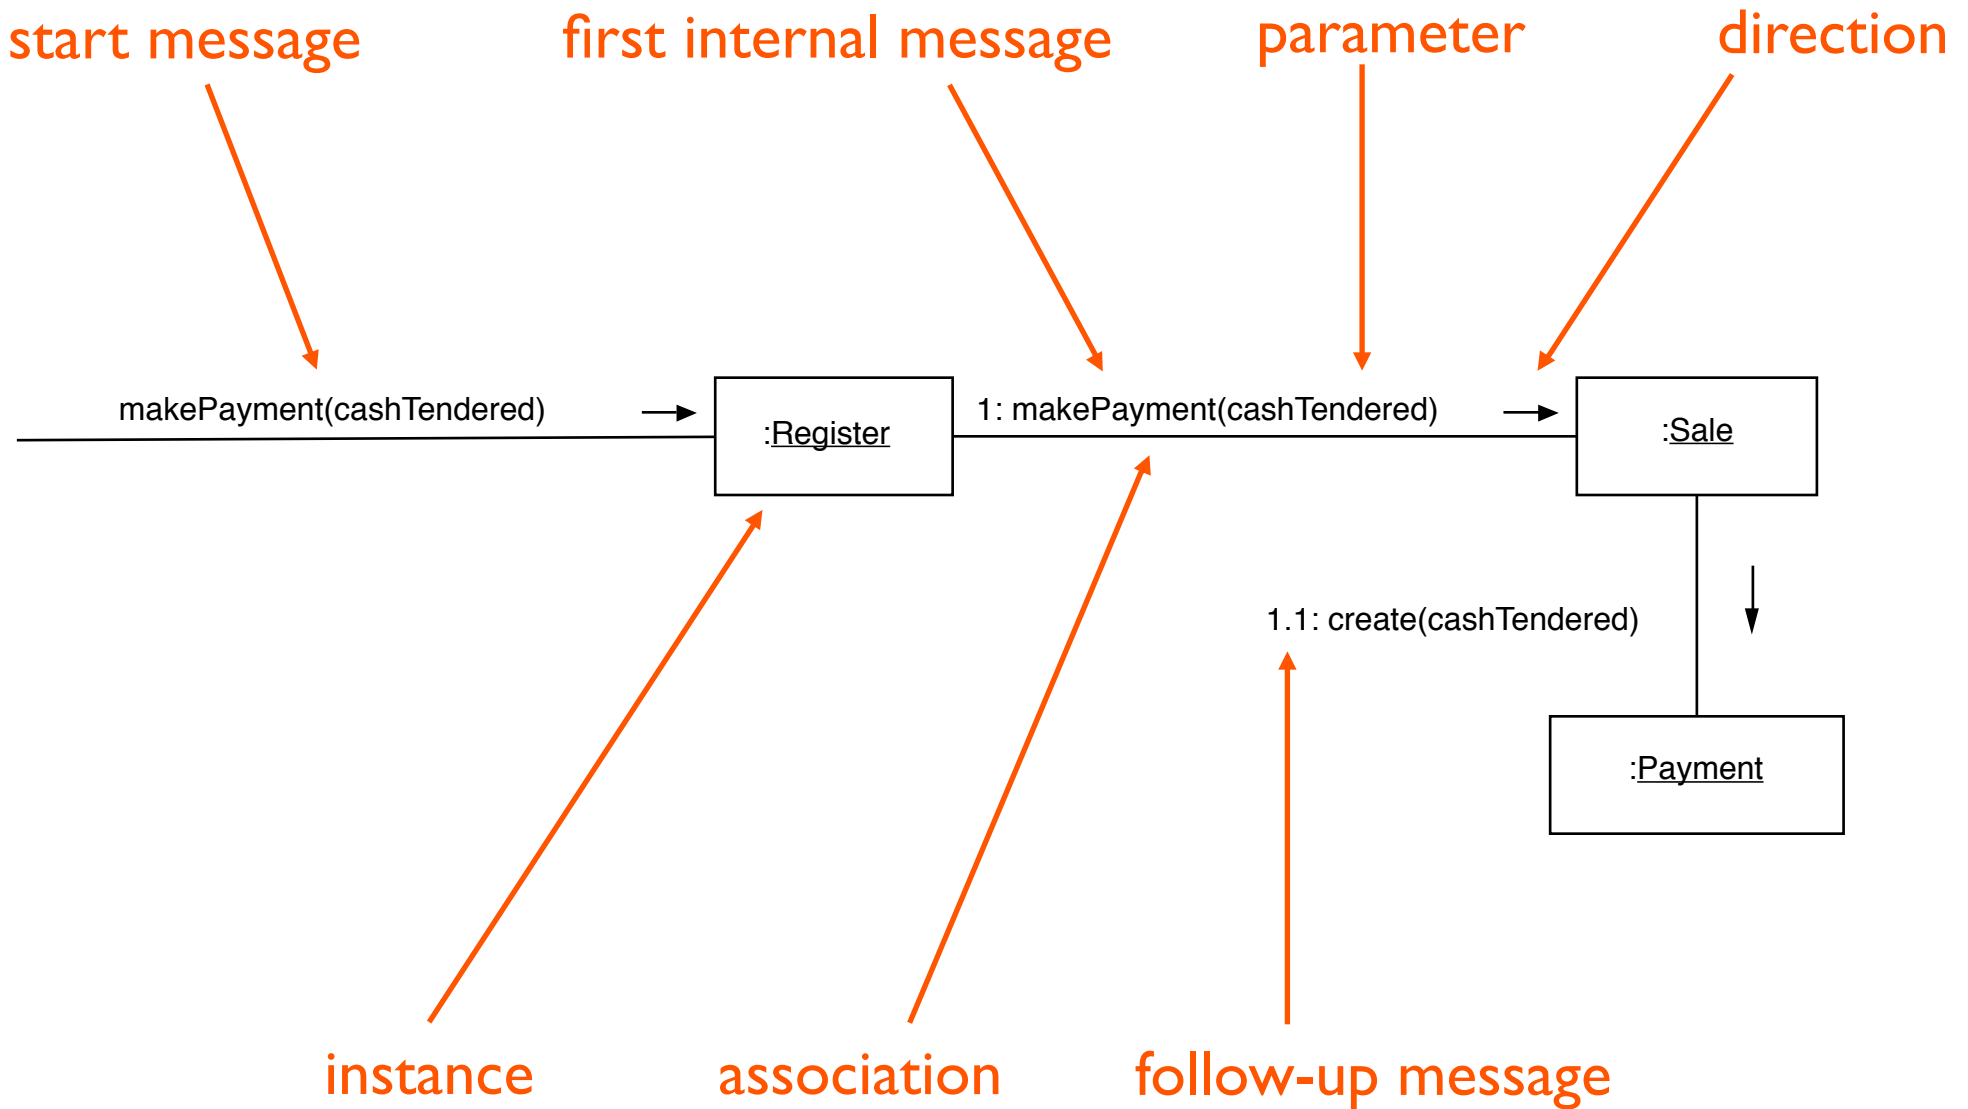 start message
first internal message
parameter
direction
makePayment(cashTendered)
:Register
1: makePayment(cashTendered)
:Sale
1.1: create(cashTendered)
:Payment
instance
association
follow-up message